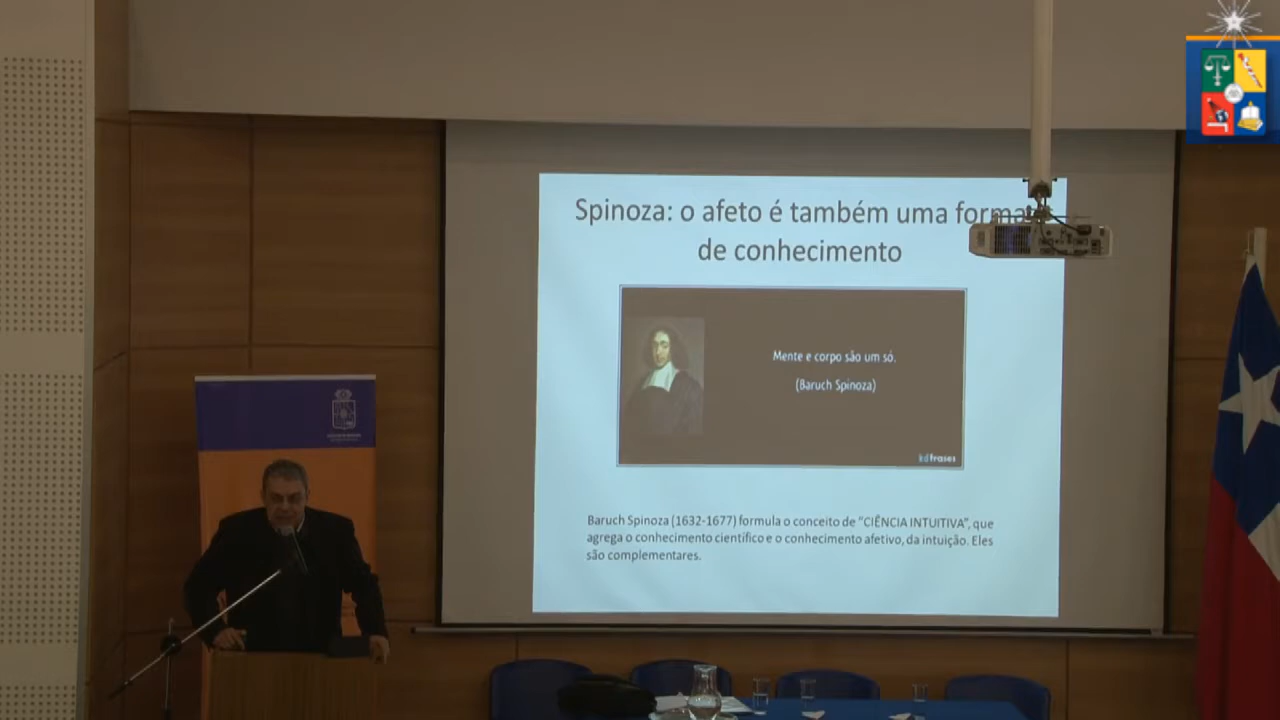 Spinoza: o afeto é também uma forma
de conhecimento
Mente e corpo são um só.
(Baruch Spinoza)
kdfrases
Baruch Spinoza (1632-1677) formula o conceito de “CIÊNCIA INTUITIVA”, que
agrega o conhecimento científico e o conhecimento afetivo, da intuição. Eles
são complementares.